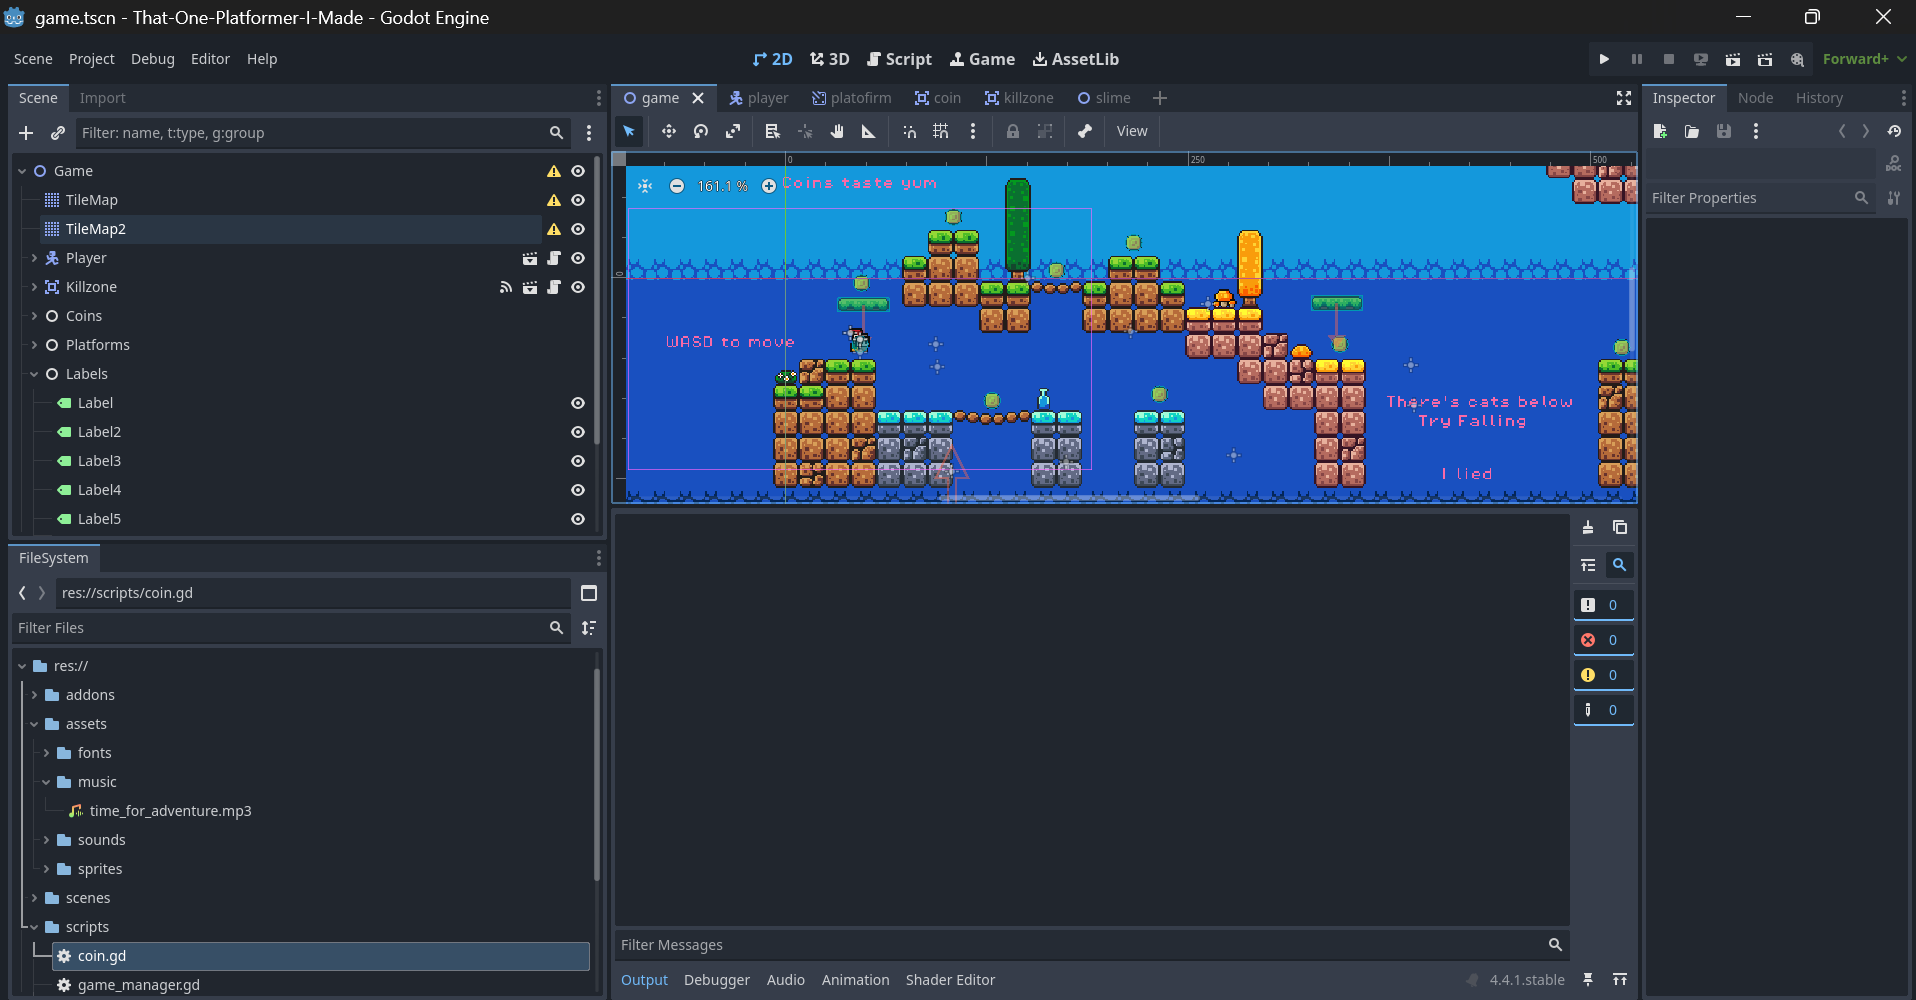 game.tscn - That-One-Platformer-I-Made - Godot Engine
Scene Project Debug Editor Help
2D 3D Script Game AssetLib
Forward+
Scene Import
Filter: name, t:type, g:group
Game
TileMap
TileMap2
Player
Killzone
Coins
Platforms
Labels
Label
Label2
Label3
Label4
Label5
FileSystem
res://scripts/coin.gd
Filter Files
res://
addons
assets
fonts
music
time_for_adventure.mp3
sounds
sprites
scenes
scripts
coin.gd
game_manager.gd
game player platofirm coin killzone slime
View
0 250 500
0
161.1 %
Coins taste yum
WASD to move
There's cats below
Try Falling
I lied
0
0
0
0
Filter Messages
Output Debugger Audio Animation Shader Editor
4.4.1.stable
Inspector Node History
DOC
Filter Properties